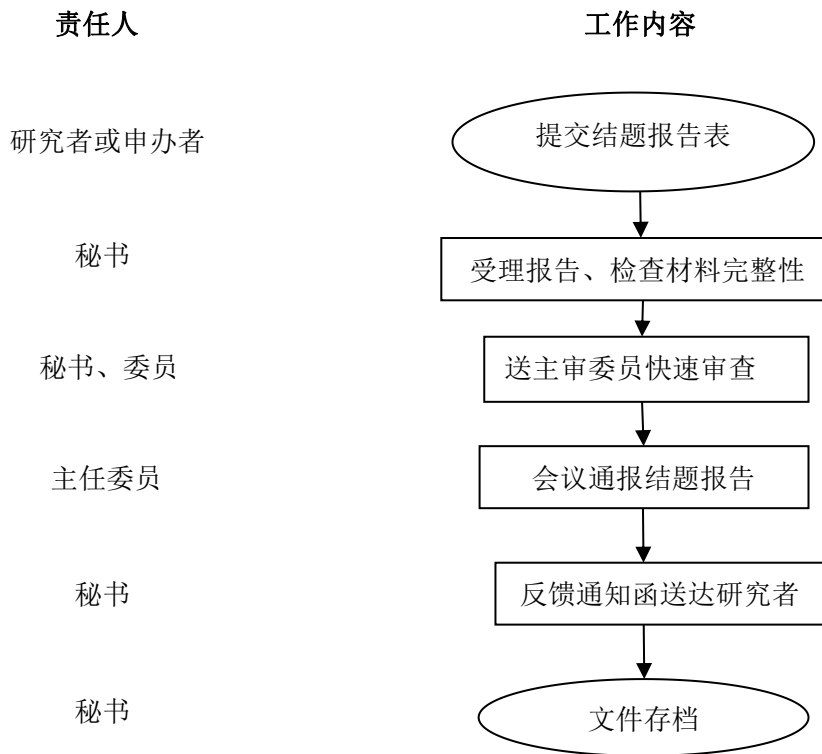 责任人
工作内容
研究者或申办者
提交结题报告表
秘书
受理报告、检查材料完整性
秘书、委员
送主审委员快速审查
主任委员
会议通报结题报告
秘书
反馈通知函送达研究者
秘书
文件存档